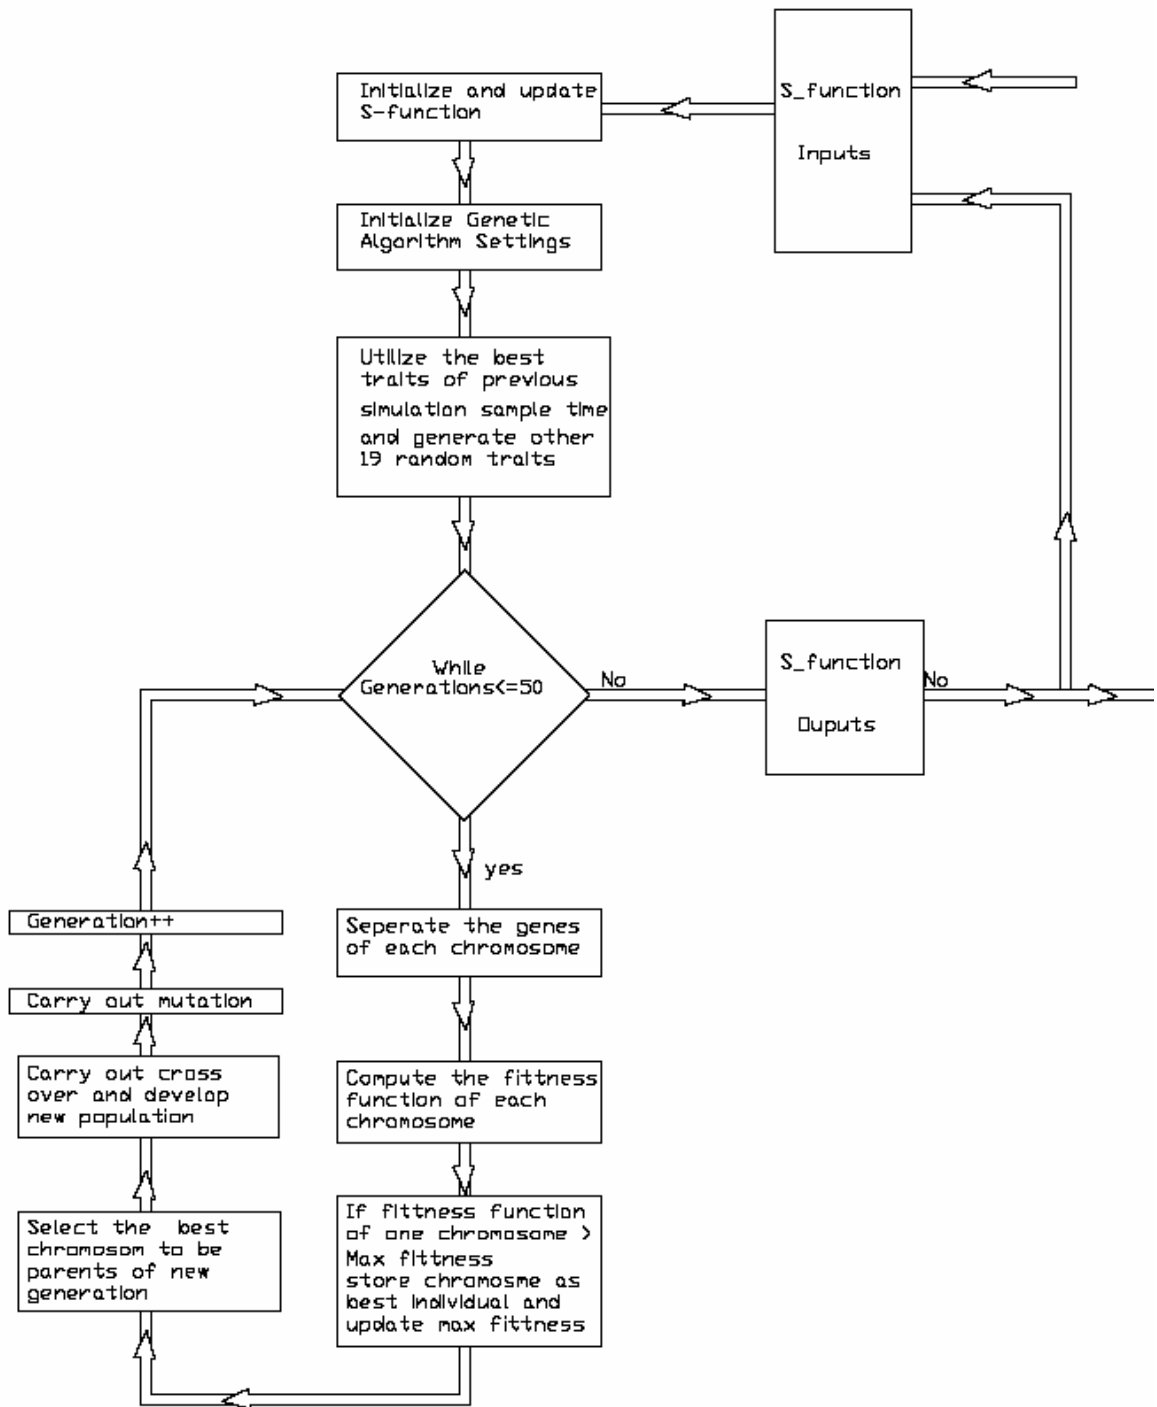 Initialize and update
S-function
S_function
Inputs
Initialize Genetic
Algorithm Settings
Utilize the best
traits of previous
simulation sample time
and generate other
19 random traits
While
Generations<=50
No
S_function
Ouputs
No
yes
Seperate the genes
of each chromosome
Compute the fittness
function of each
chromosome
If fittness function
of one chromosome >
Max fittness
store chromosme as
best individual and
update max fittness
Select the best
chromosom to be
parents of new
generation
Carry out cross
over and develop
new population
Carry out mutation
Generation++